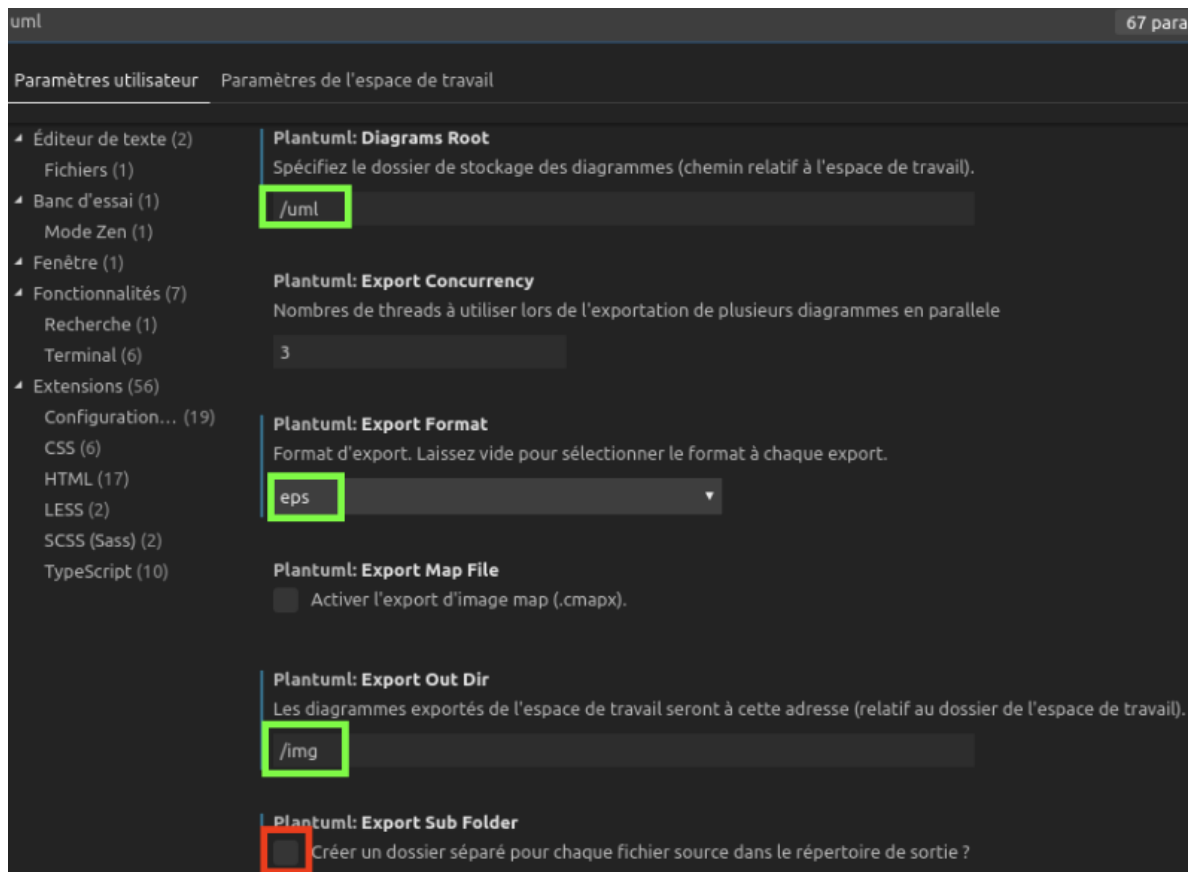 uml
67 para
Paramètres utilisateur Paramètres de l'espace de travail
Éditeur de texte (2)
Fichiers (1)
Banc d'essai (1)
Mode Zen (1)
Fenêtre (1)
Fonctionnalités (7)
Recherche (1)
Terminal (6)
Extensions (56)
Configuration... (19)
CSS (6)
HTML (17)
LESS (2)
SCSS (Sass) (2)
TypeScript (10)
Plantuml: Diagrams Root
Spécifiez le dossier de stockage des diagrammes (chemin relatif à l'espace de travail).
/uml
Plantuml: Export Concurrency
Nombres de threads à utiliser lors de l'exportation de plusieurs diagrammes en parallele
3
Plantuml: Export Format
Format d'export. Laissez vide pour sélectionner le format à chaque export.
eps
Plantuml: Export Map File
Activer l'export d'image map (.cmapx).
Plantuml: Export Out Dir
Les diagrammes exportés de l'espace de travail seront à cette adresse (relatif au dossier de l'espace de travail).
/img
Plantuml: Export Sub Folder
Créer un dossier séparé pour chaque fichier source dans le répertoire de sortie ?